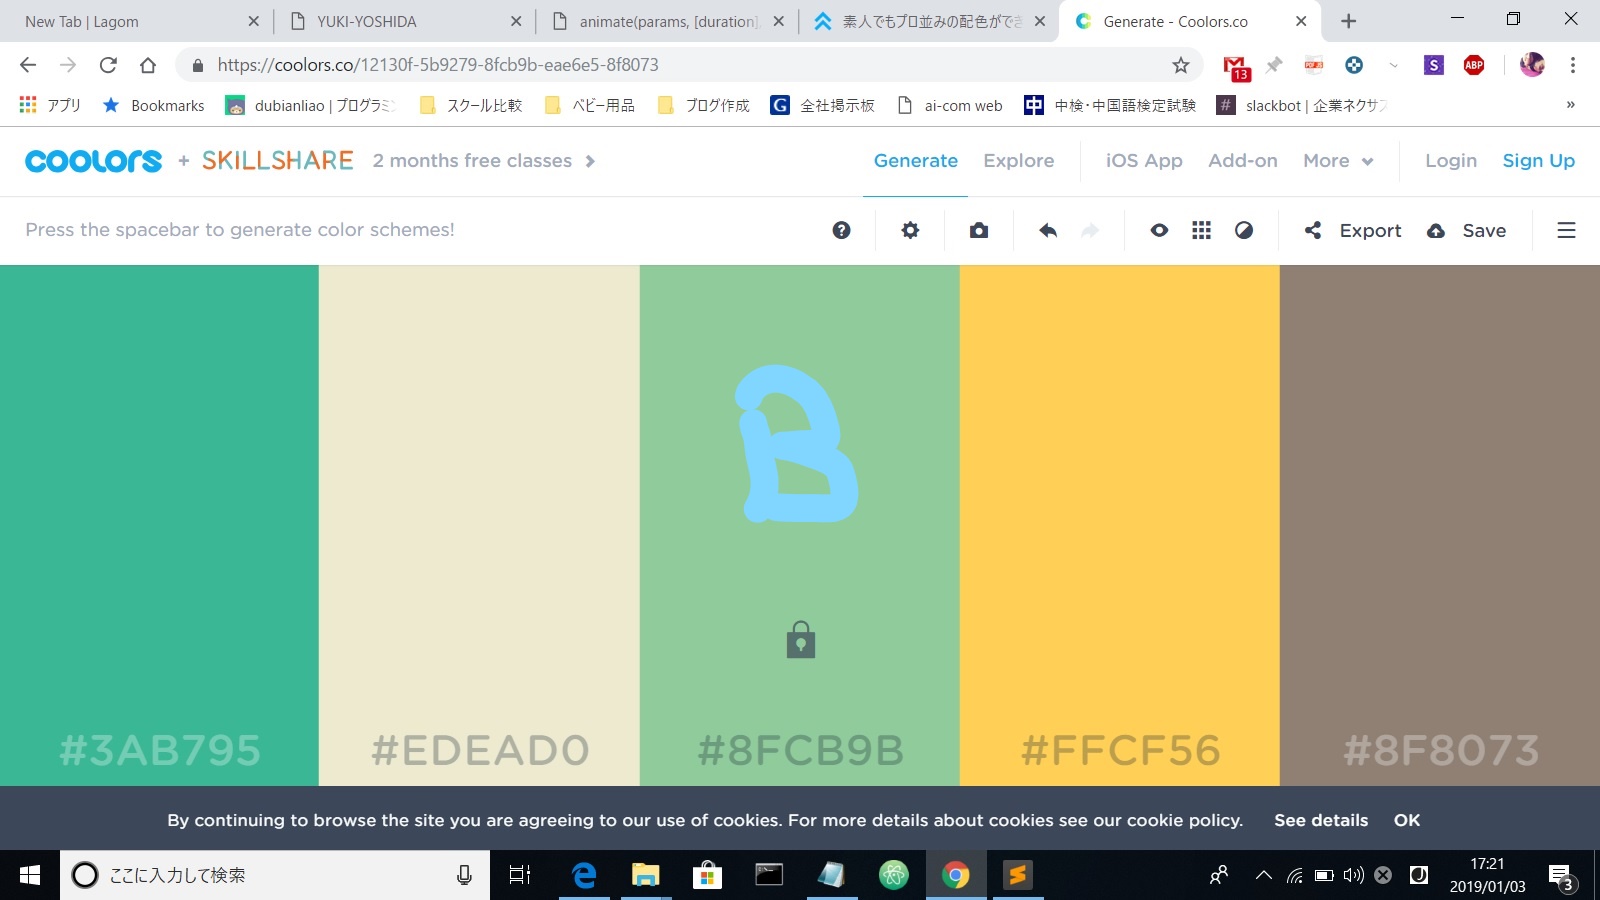 New Tab | Lagom
YUKI-YOSHIDA
animate(params, [duration],
素人でもプロ並みの配色ができ
Generate - Coolors.co
https://coolors.co/12130f-5b9279-8fcb9b-eae6e5-8f8073
13
S
ABP
アプリ
Bookmarks
dubianliao | プログラミン
スクール比較
ベビー用品
ブログ作成
G 全社掲示板
ai-com web
中 中検・中国語検定試験
# slackbot | 企業ネクサス
»
COOLORS + SKILLSHARE 2 months free classes
Generate
Explore
iOS App
Add-on
More
Login
Sign Up
Press the spacebar to generate color schemes!
Export
Save
B
#3AB795
#EDEAD0
#8FCB9B
#FFCF56
#8F8073
By continuing to browse the site you are agreeing to our use of cookies. For more details about cookies see our cookie policy.
See details
OK
ここに入力して検索
J
17:21
2019/01/03
3